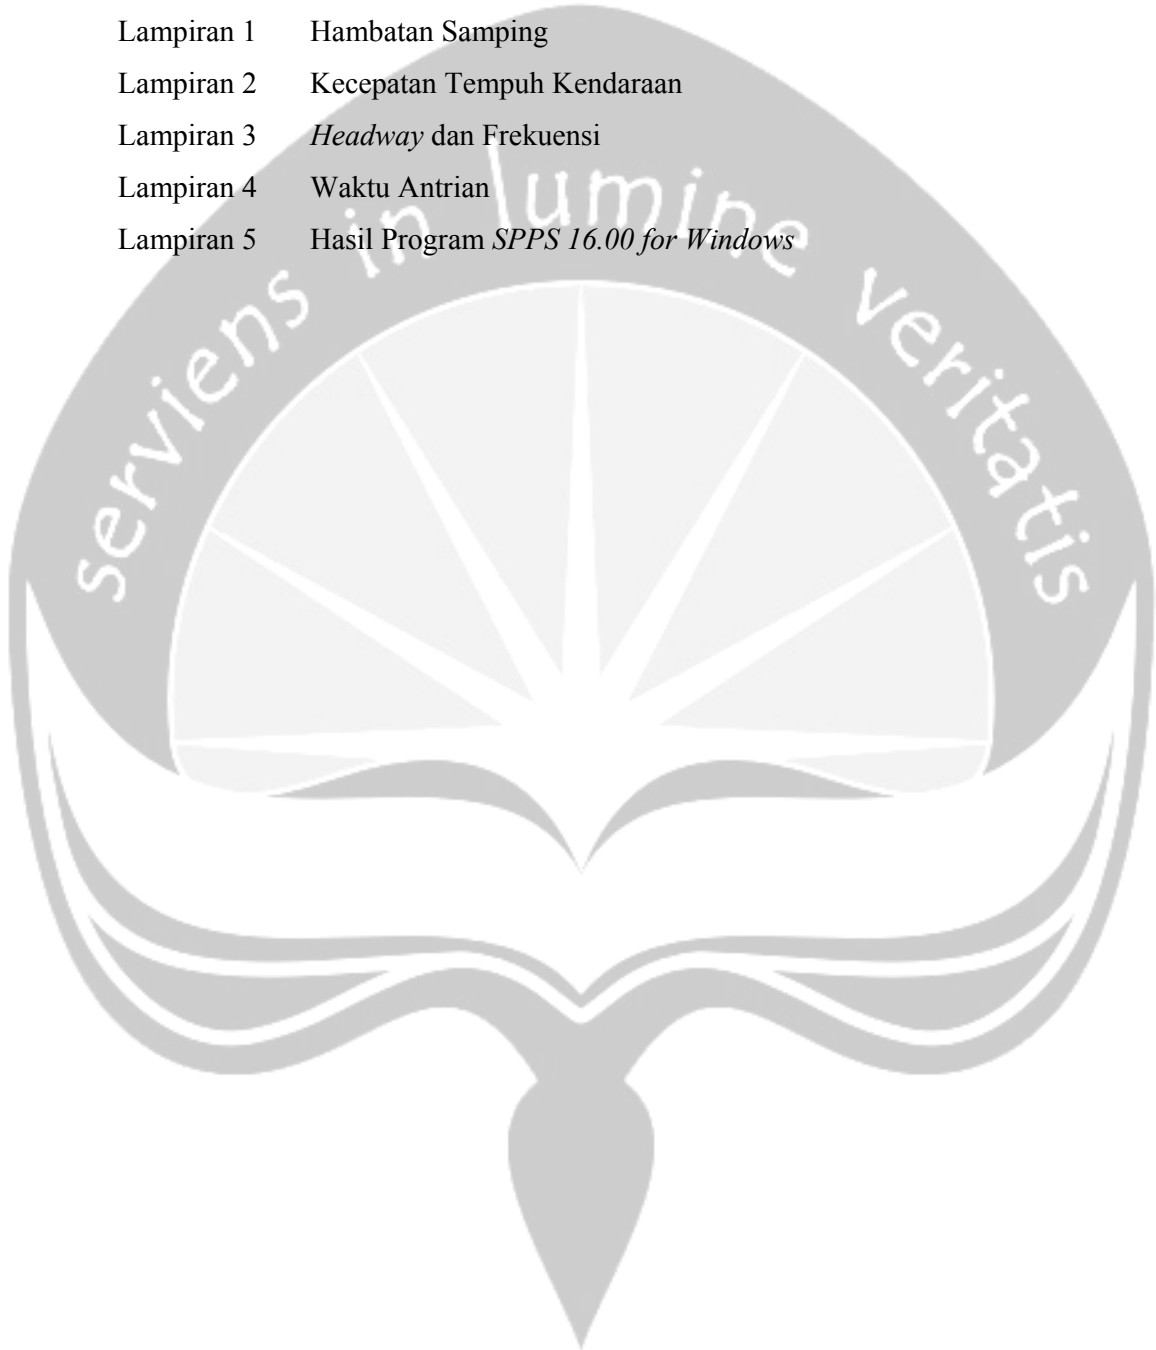 Lampiran 1 Hambatan Samping
Lampiran 2 Kecepatan Tempuh Kendaraan
Lampiran 3 Headway dan Frekuensi
Lampiran 4 Waktu Antrian
Lampiran 5 Hasil Program SPPS 16.00 for Windows
serviens in lumine veritatis